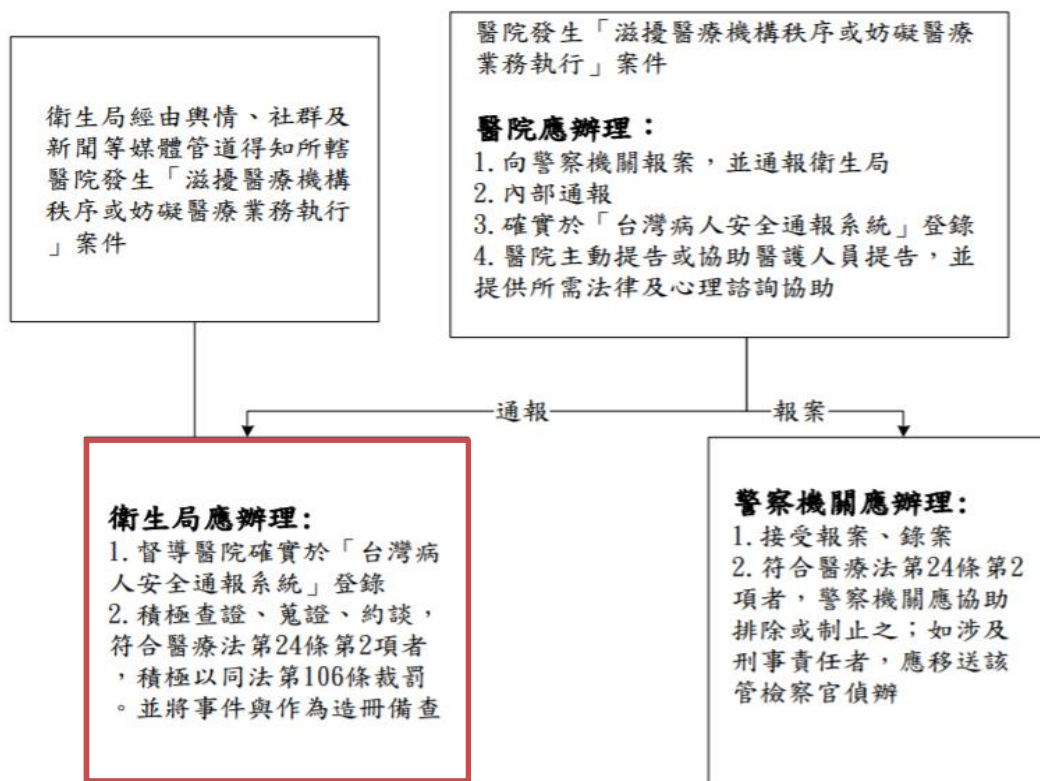 衛生局經由輿情、社群及
新聞等媒體管道得知所轄
醫院發生「滋擾醫療機構
秩序或妨礙醫療業務執行
」案件
醫院發生「滋擾醫療機構秩序或妨礙醫療
業務執行」案件
醫院應辦理：
1. 向警察機關報案，並通報衛生局
2. 內部通報
3. 確實於「台灣病人安全通報系統」登錄
4. 醫院主動提告或協助醫護人員提告，並
提供所需法律及心理諮詢協助
通報
報案
衛生局應辦理:
1. 督導醫院確實於「台灣病
人安全通報系統」登錄
2. 積極查證、蒐證、約談，
符合醫療法第24條第2項者
，積極以同法第106條裁罰
。並將事件與作為造冊備查
警察機關應辦理:
1. 接受報案、錄案
2. 符合醫療法第24條第2
項者，警察機關應協助
排除或制止之；如涉及
刑事責任者，應移送該
管檢察官偵辦